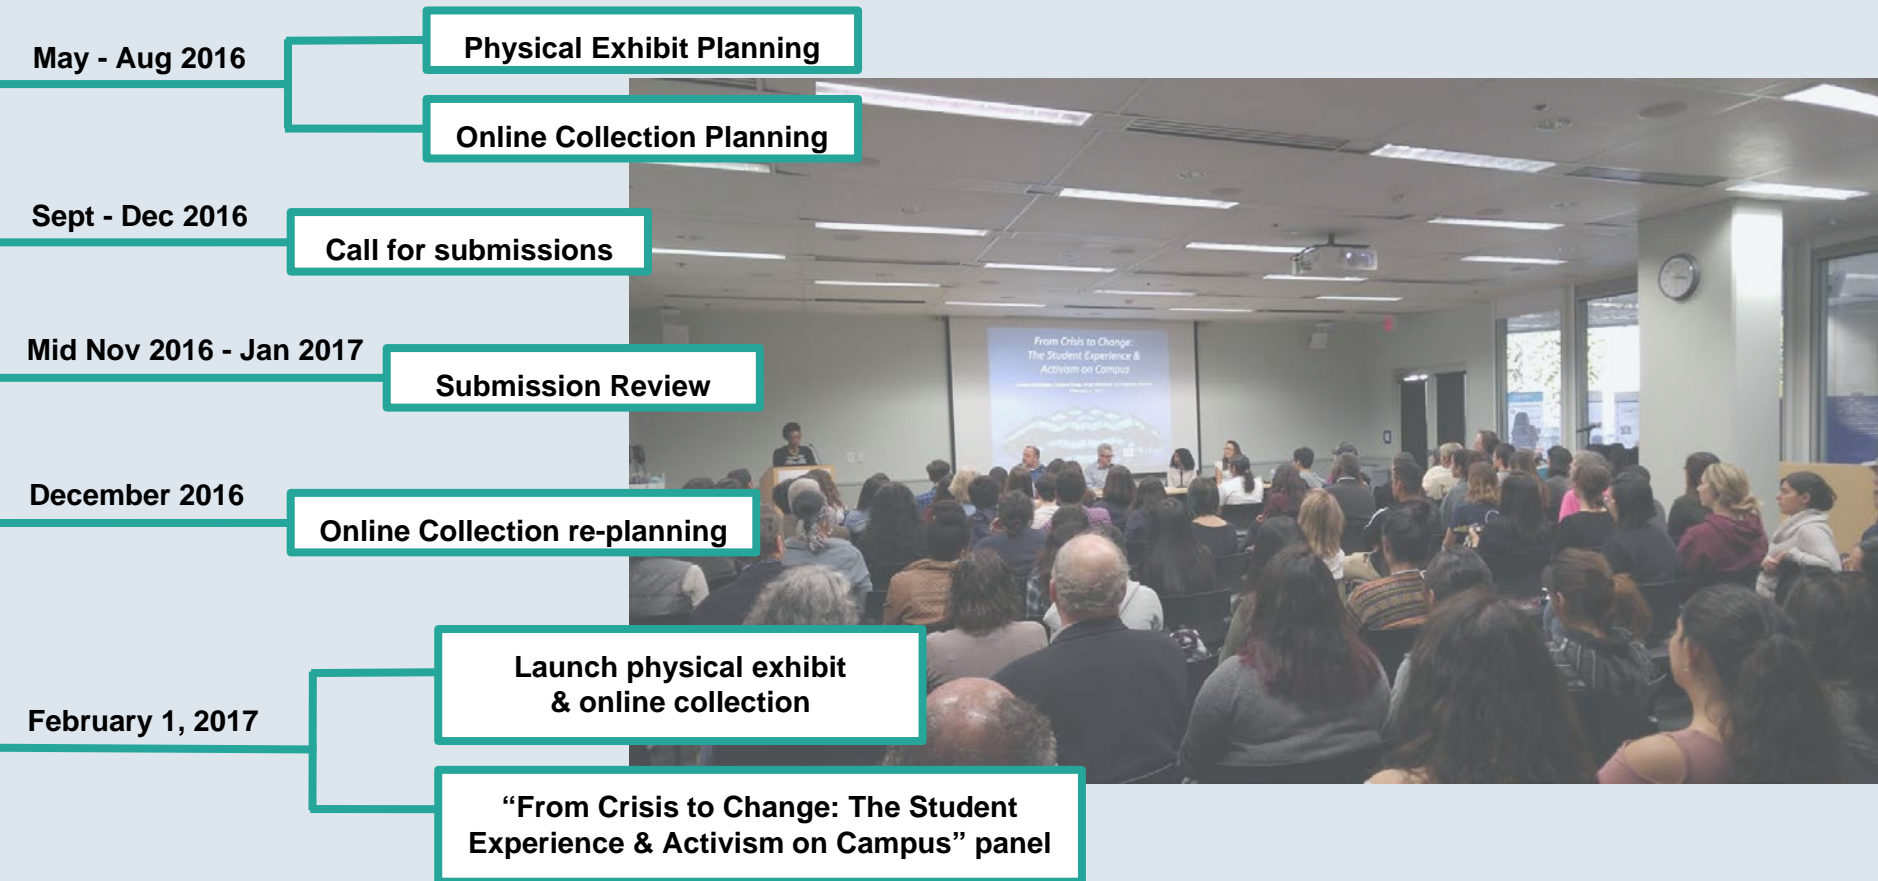 May - Aug 2016
Physical Exhibit Planning
Online Collection Planning
Sept - Dec 2016
Call for submissions
Mid Nov 2016 - Jan 2017
Submission Review
December 2016
Online Collection re-planning
February 1, 2017
Launch physical exhibit
& online collection
“From Crisis to Change: The Student
Experience & Activism on Campus” panel
From Crisis to Change:
The Student Experience &
Activism on Campus